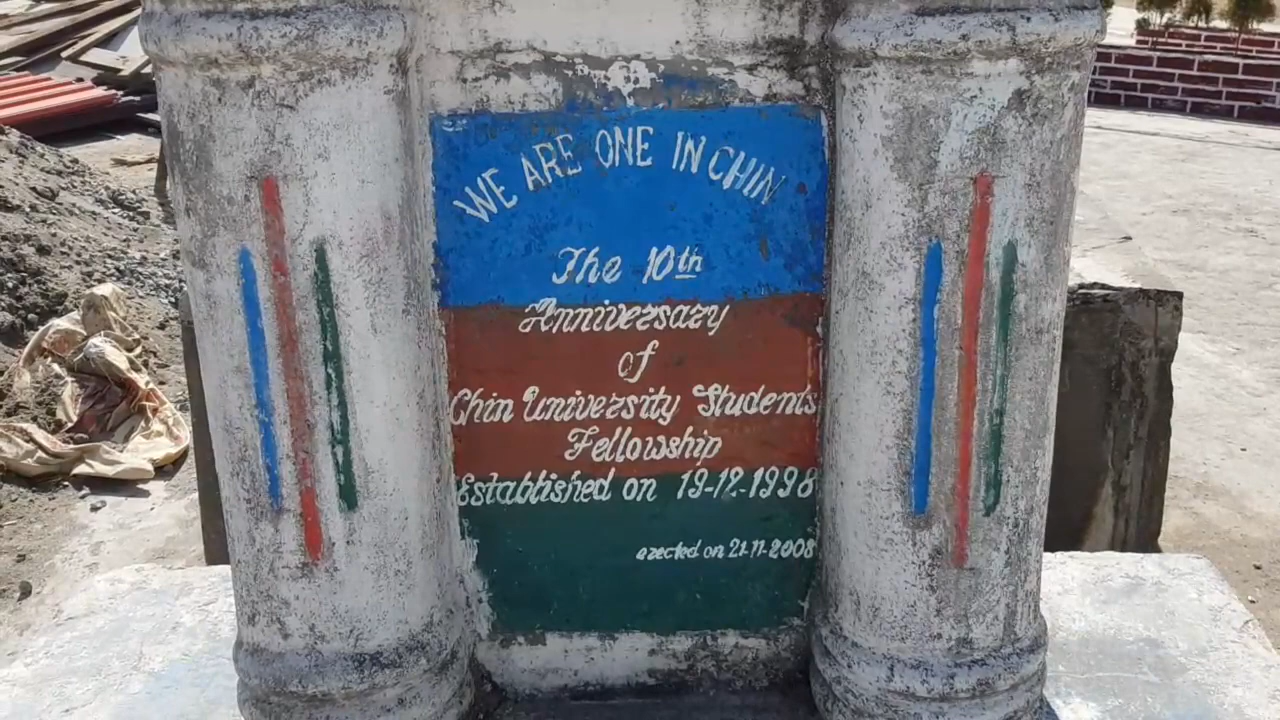 WE ARE ONE IN CHIN
The 10th
Anniversary
of
Chin University Students
Fellowship
Established on 19-12-1998
erected on 21-11-2008